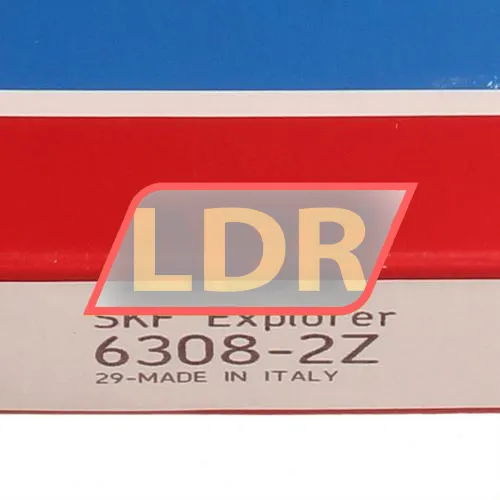 LDR
SKF Explorer
6308-2Z
29-MADE IN ITALY